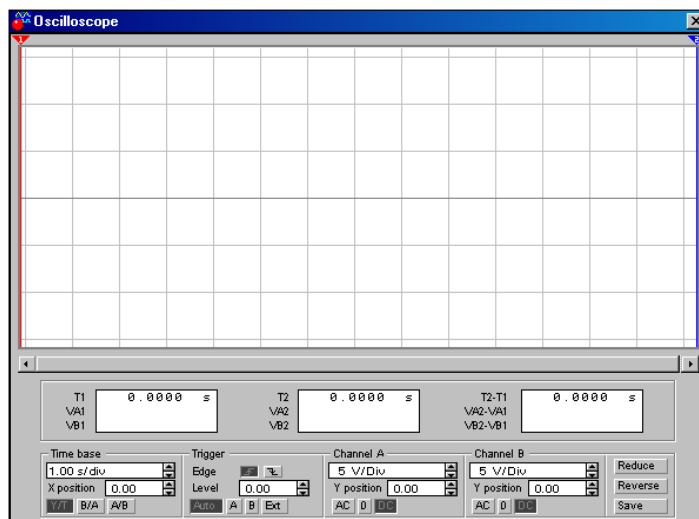 Oscilloscope
1 2
T1 0.0000 s T2 0.0000 s T2-T1 0.0000 s
VA1 VA2 VA2-VA1
VB1 VB2 VB2-VB1
Time base Trigger Channel A Channel B
1.00 s/div Edge 5 V/Div 5 V/Div Reduce
X position 0.00 Level 0.00 Y position 0.00 Y position 0.00 Reverse
Y/T B/A A/B Auto A B Ext AC 0 DC AC 0 DC Save